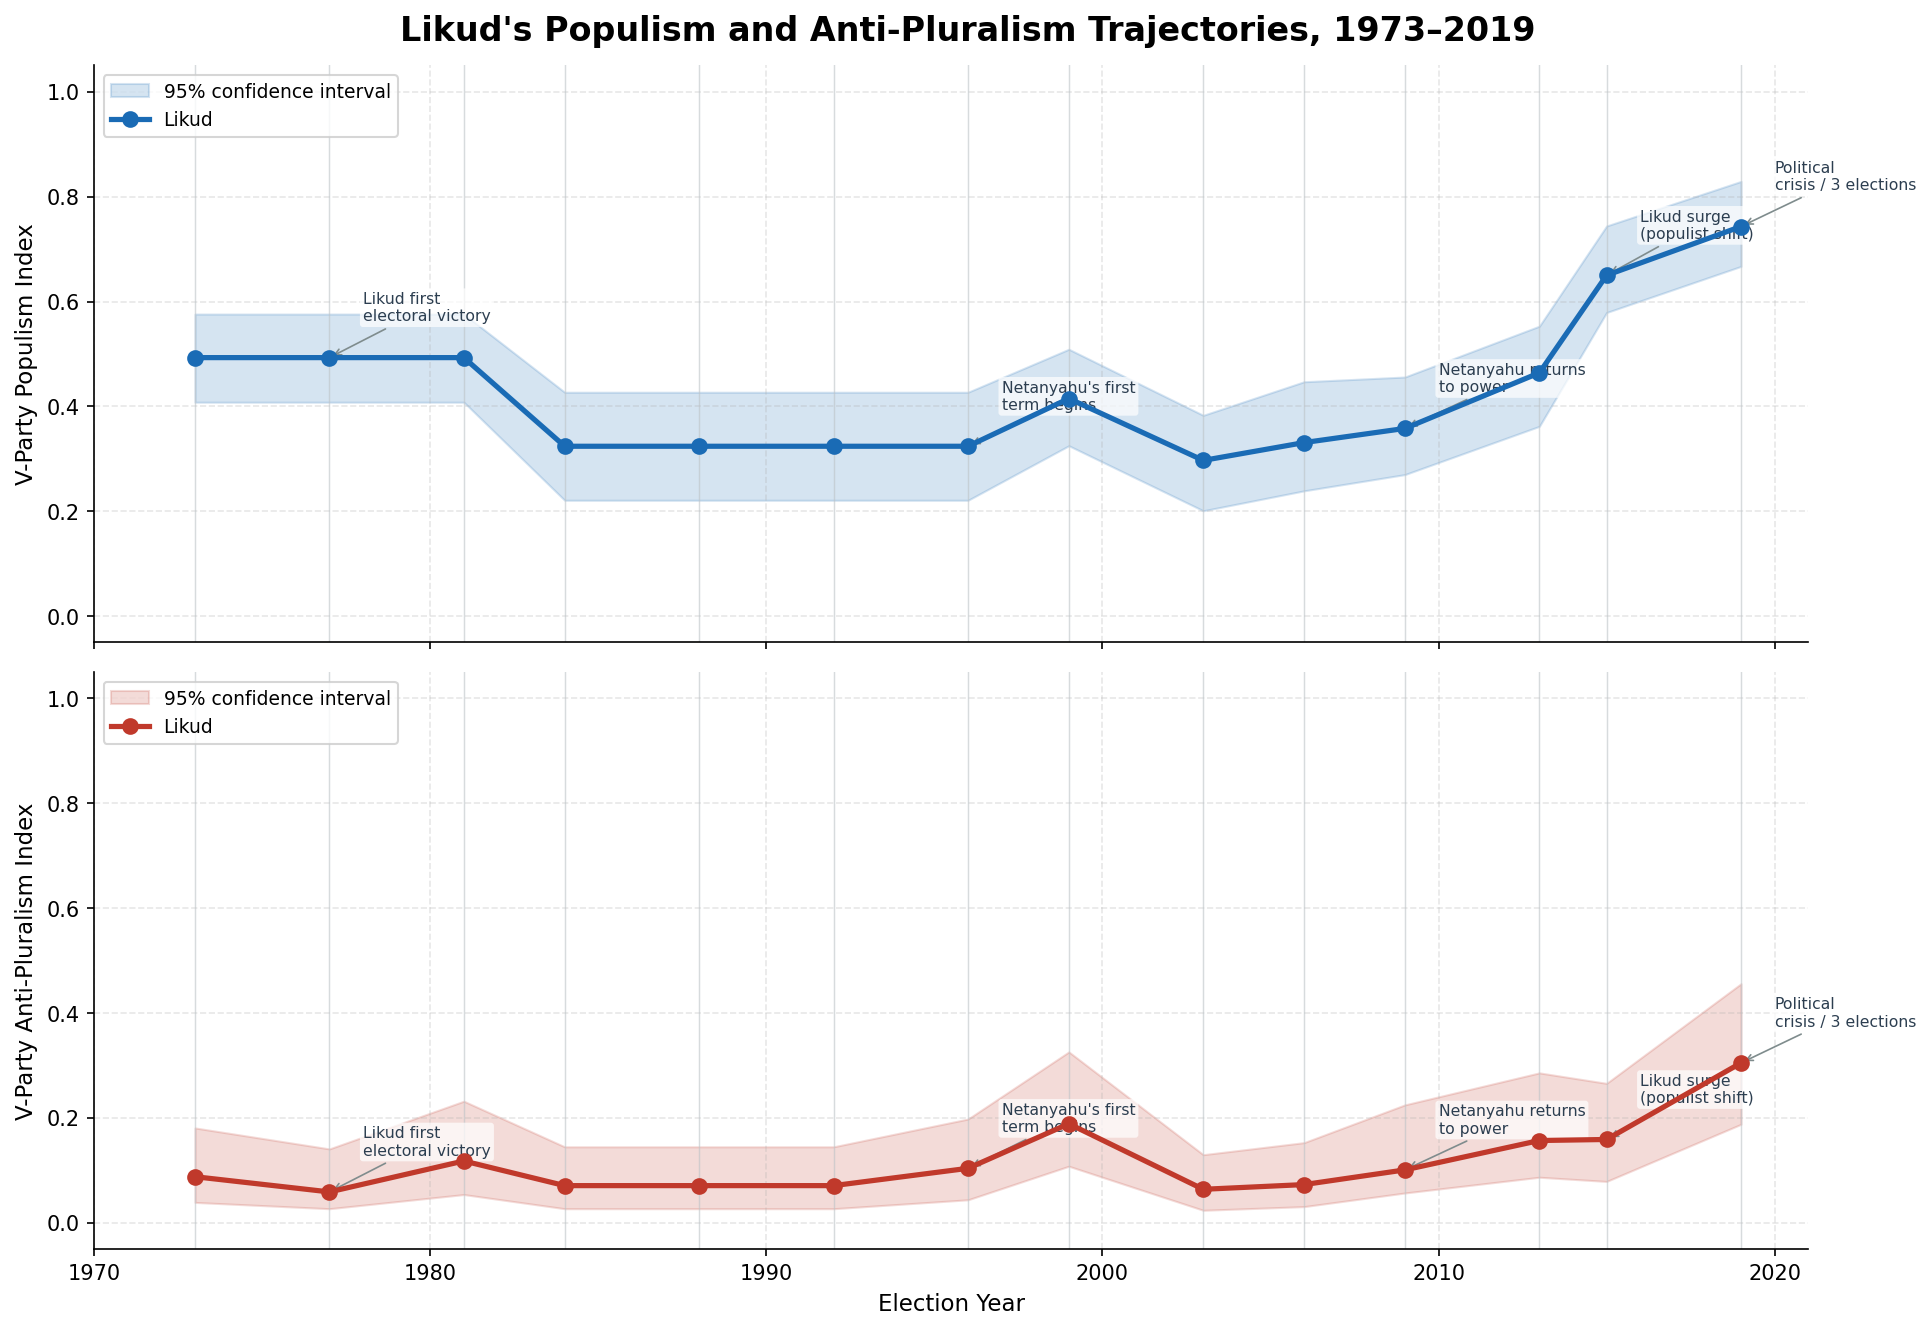 Likud's Populism and Anti-Pluralism Trajectories, 1973–2019
V-Party Populism Index
1.0
0.8
0.6
0.4
0.2
0.0
95% confidence interval
Likud
Likud first
electoral victory
Netanyahu's first
term begins
Netanyahu returns
to power
Likud surge
(populist shift)
Political
crisis / 3 elections
V-Party Anti-Pluralism Index
1.0
0.8
0.6
0.4
0.2
0.0
95% confidence interval
Likud
Likud first
electoral victory
Netanyahu's first
term begins
Netanyahu returns
to power
Likud surge
(populist shift)
Political
crisis / 3 elections
1970
1980
1990
2000
2010
2020
Election Year